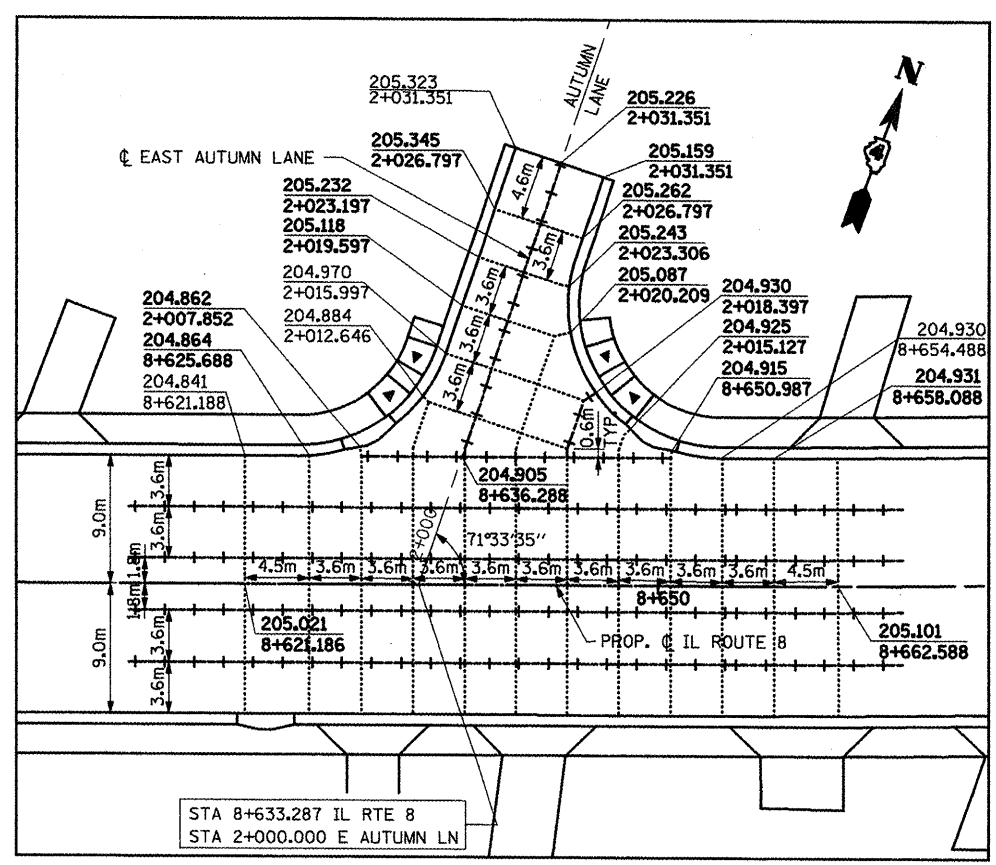 AUTUMN
LANE
N
205.323
2+031.351
205.226
2+031.351
205.345
2+026.797
₵ EAST AUTUMN LANE
205.159
2+031.351
205.232
2+023.197
205.262
2+026.797
205.118
2+019.597
205.243
2+023.306
204.970
2+015.997
205.087
2+020.209
204.862
2+007.852
204.884
2+012.646
204.930
2+018.397
204.864
8+625.688
204.925
2+015.127
204.930
8+654.488
204.841
8+621.188
204.915
8+650.987
204.931
8+658.088
4.6m
3.6m
3.6m
3.6m
3.6m
0.6m
TYP
204.905
8+636.288
2+000
71°33'35''
9.0m
3.6m
3.6m
1.8m
1.8m
9.0m
3.6m
3.6m
4.5m
3.6m
3.6m
3.6m
3.6m
3.6m
3.6m
3.6m
3.6m
3.6m
4.5m
8+650
205.021
8+621.186
PROP. ₵ IL ROUTE 8
205.101
8+662.588
STA 8+633.287 IL RTE 8
STA 2+000.000 E AUTUMN LN